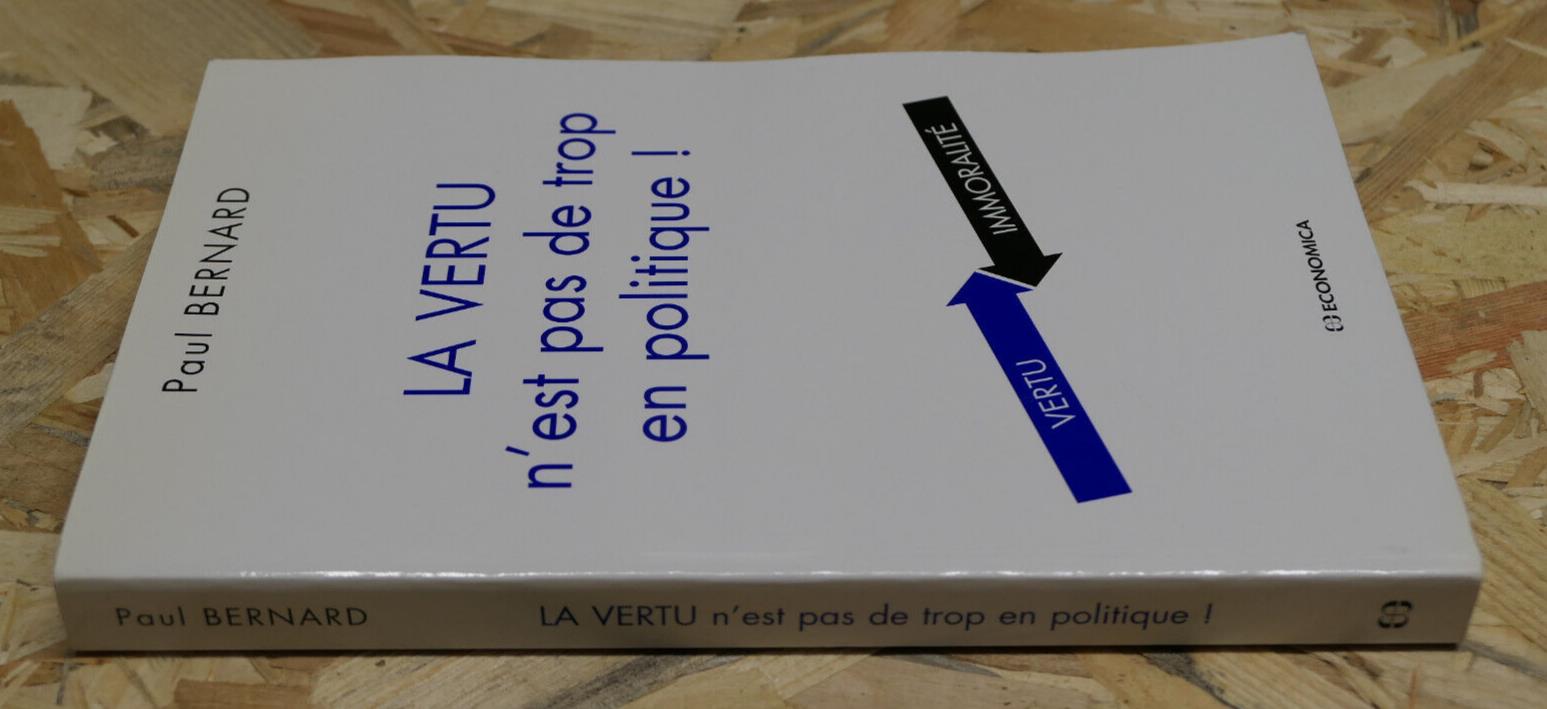 Paul BERNARD
LA VERTU
n'est pas de trop
en politique !
IMMORALITÉ
VERTU
ECONOMICA
Paul BERNARD LA VERTU n'est pas de trop en politique !